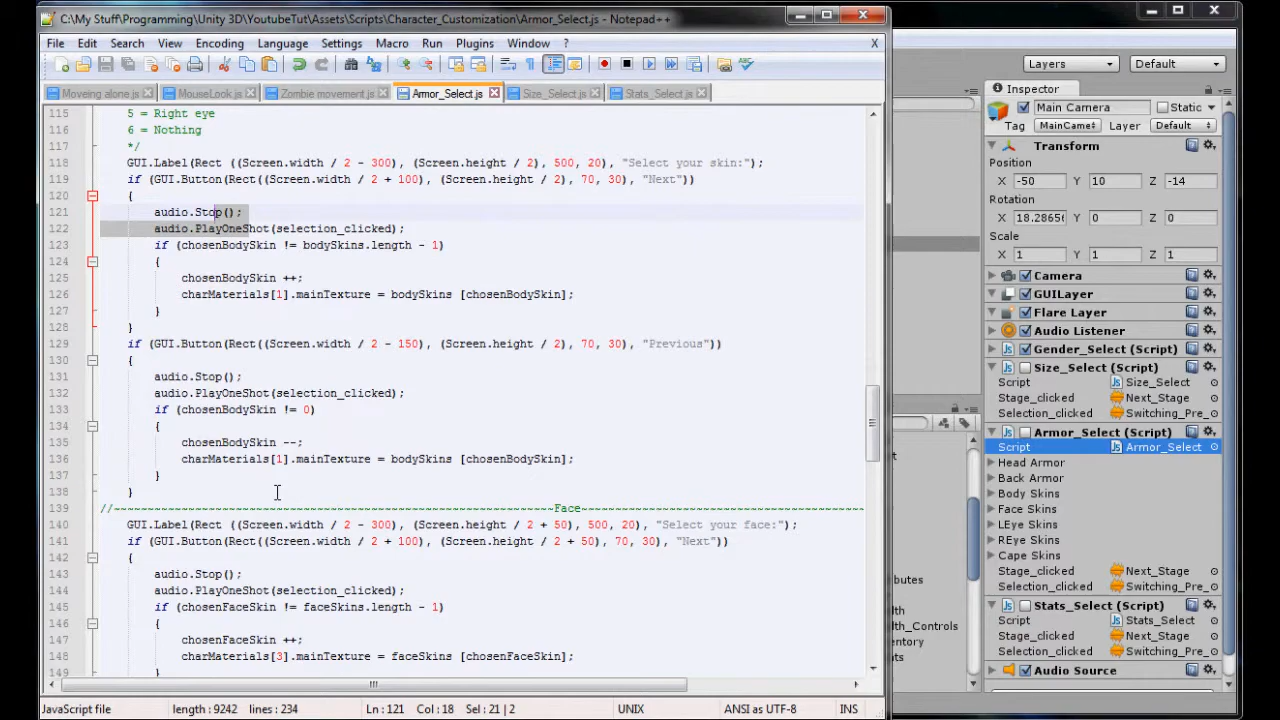 C:\My Stuff\Programming\Unity 3D\YoutubeTut\Assets\Scripts\Character_Customization\Armor_Select.js - Notepad++
File Edit Search View Encoding Language Settings Macro Run Plugins Window ? X
Moveing alone.js MouseLook.js Zombie movement.js Armor_Select.js Size_Select.js Stats_Select.js
115 5 = Right eye
116 6 = Nothing
117 */
118 GUI.Label(Rect ((Screen.width / 2 - 300), (Screen.height / 2), 500, 20), "Select your skin:");
119 if (GUI.Button(Rect((Screen.width / 2 + 100), (Screen.height / 2), 70, 30), "Next"))
120 {
121 audio.Stop();
122 audio.PlayOneShot(selection_clicked);
123 if (chosenBodySkin != bodySkins.length - 1)
124 {
125 chosenBodySkin ++;
126 charMaterials[1].mainTexture = bodySkins [chosenBodySkin];
127 }
128 }
129 if (GUI.Button(Rect((Screen.width / 2 - 150), (Screen.height / 2), 70, 30), "Previous"))
130 {
131 audio.Stop();
132 audio.PlayOneShot(selection_clicked);
133 if (chosenBodySkin != 0)
134 {
135 chosenBodySkin --;
136 charMaterials[1].mainTexture = bodySkins [chosenBodySkin];
137 }
138 }
139 //~~~~~~~~~~~~~~~~~~~~~~~~~~~~~~~~~~~~~~~~~~~~~~~~~~~~~~~~~~~~~~~~Face~~~~~~~~~~~~~~~~~~~~~~~~~~~~~~~~~~~~~~~~~
140 GUI.Label(Rect ((Screen.width / 2 - 300), (Screen.height / 2 + 50), 500, 20), "Select your face:");
141 if (GUI.Button(Rect((Screen.width / 2 + 100), (Screen.height / 2 + 50), 70, 30), "Next"))
142 {
143 audio.Stop();
144 audio.PlayOneShot(selection_clicked);
145 if (chosenFaceSkin != faceSkins.length - 1)
146 {
147 chosenFaceSkin ++;
148 charMaterials[3].mainTexture = faceSkins [chosenFaceSkin];
149 }
JavaScript file length : 9242 lines : 234 Ln : 121 Col : 18 Sel : 21 | 2 UNIX ANSI as UTF-8 INS
Layers Default
Inspector
Main Camera Static
Tag MainCame Layer Default
Transform
Position
X -50 Y 10 Z -14
Rotation
X 18.28656 Y 0 Z 0
Scale
X 1 Y 1 Z 1
Camera
GUILayer
Flare Layer
Audio Listener
Gender_Select (Script)
Size_Select (Script)
Script Size_Select
Stage_clicked Next_Stage
Selection_clicked Switching_Pre_
Armor_Select (Script)
Script Armor_Select
Head Armor
Back Armor
Body Skins
Face Skins
LEye Skins
REye Skins
Cape Skins
Stage_clicked Next_Stage
Selection_clicked Switching_Pre_
Stats_Select (Script)
Script Stats_Select
Stage_clicked Next_Stage
Selection_clicked Switching_Pre_
Audio Source